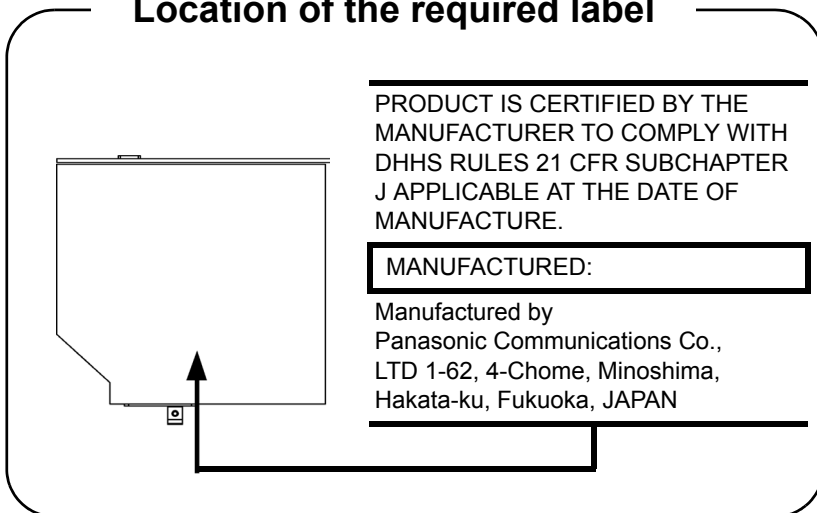 Location of the required label
PRODUCT IS CERTIFIED BY THE
MANUFACTURER TO COMPLY WITH
DHHS RULES 21 CFR SUBCHAPTER
J APPLICABLE AT THE DATE OF
MANUFACTURE.
MANUFACTURED:
Manufactured by
Panasonic Communications Co.,
LTD 1-62, 4-Chome, Minoshima,
Hakata-ku, Fukuoka, JAPAN